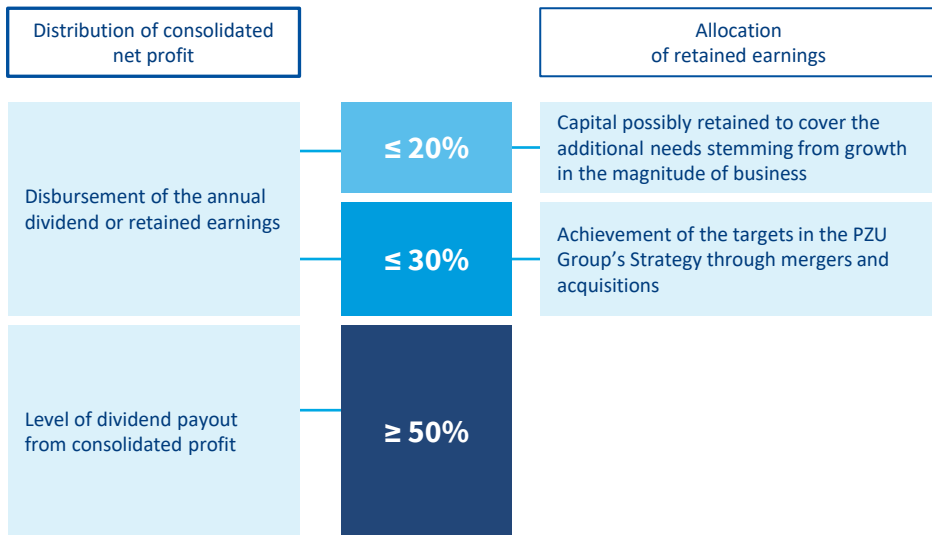 Distribution of consolidated
net profit
Allocation
of retained earnings
Disbursement of the annual
dividend or retained earnings
≤ 20%
Capital possibly retained to cover the
additional needs stemming from growth
in the magnitude of business
≤ 30%
Achievement of the targets in the PZU
Group’s Strategy through mergers and
acquisitions
Level of dividend payout
from consolidated profit
≥ 50%